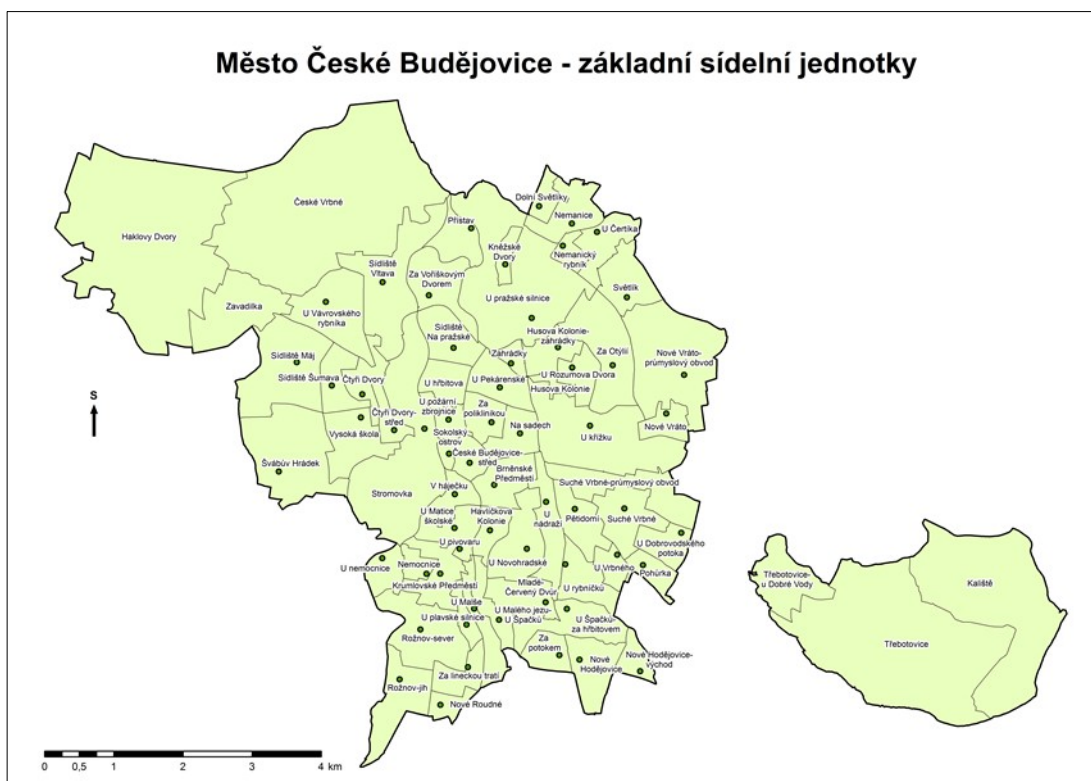 Město České Budějovice - základní sídelní jednotky
České Vrbné
Haklovy Dvory
Dolní Světlíky
Přístav
Nemanice
U Čertíka
Kněžské
Dvory
Nemanický
rybník
Sídliště
Vltava
Za Voříškovým
Dvorem
Světlík
U pražské silnice
Zavadilka
U Vávrovského
rybníka
Sídliště
Na pražské
Husova Kolonie-
zahrádky
Zahrádky
Za Otýlií
Nové Vráto-
průmyslový obvod
Sídliště Máj
U Rozumova Dvora
Sídliště Šumava
Čtyři Dvory
U hřbitova
U Pekárenské
Husova Kolonie
S
Čtyři Dvory-
střed
U požární
zbrojnice
Za
poliklinikou
Nové Vráto
Vysoká škola
Sokolský
ostrov
Na sadech
U křížku
České Budějovice-
střed
Švábův Hrádek
Brněnské
Předměstí
Stromovka
V háječku
Suché Vrbné-průmyslový obvod
U Matice
školské
Havlíčkova
Kolonie
U
nádraží
Pětidomí
Suché Vrbné
U Dobrovodského
potoka
U pivovaru
U nemocnice
Nemocnice
U Novohradské
U Vrbného
Pohůrka
Krumlovské Předměstí
Mladé-
Červený Dvůr
U rybníčku
U Malše
U plavské silnice
U Malého jezu-
U Špačků
U Špačků-
za hřbitovem
Rožnov-sever
Za
potokem
Nové
Hodějovice
Nové Hodějovice-
východ
Za lineckou tratí
Rožnov-jih
Nové Roudné
Třebotovice-
u Dobré Vody
Kaliště
Třebotovice
0 0,5 1 2 3 4 km